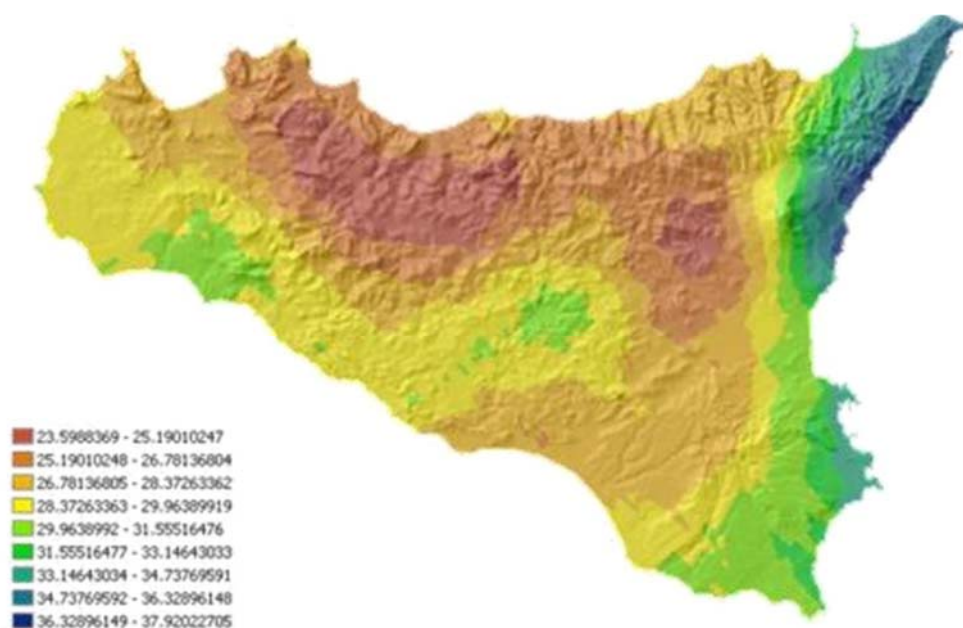 23.5988369 - 25.19010247
25.19010248 - 26.78136804
26.78136805 - 28.37263362
28.37263363 - 29.96389919
29.9638992 - 31.55516476
31.55516477 - 33.14643033
33.14643034 - 34.73769591
34.73769592 - 36.32896148
36.32896149 - 37.92022705